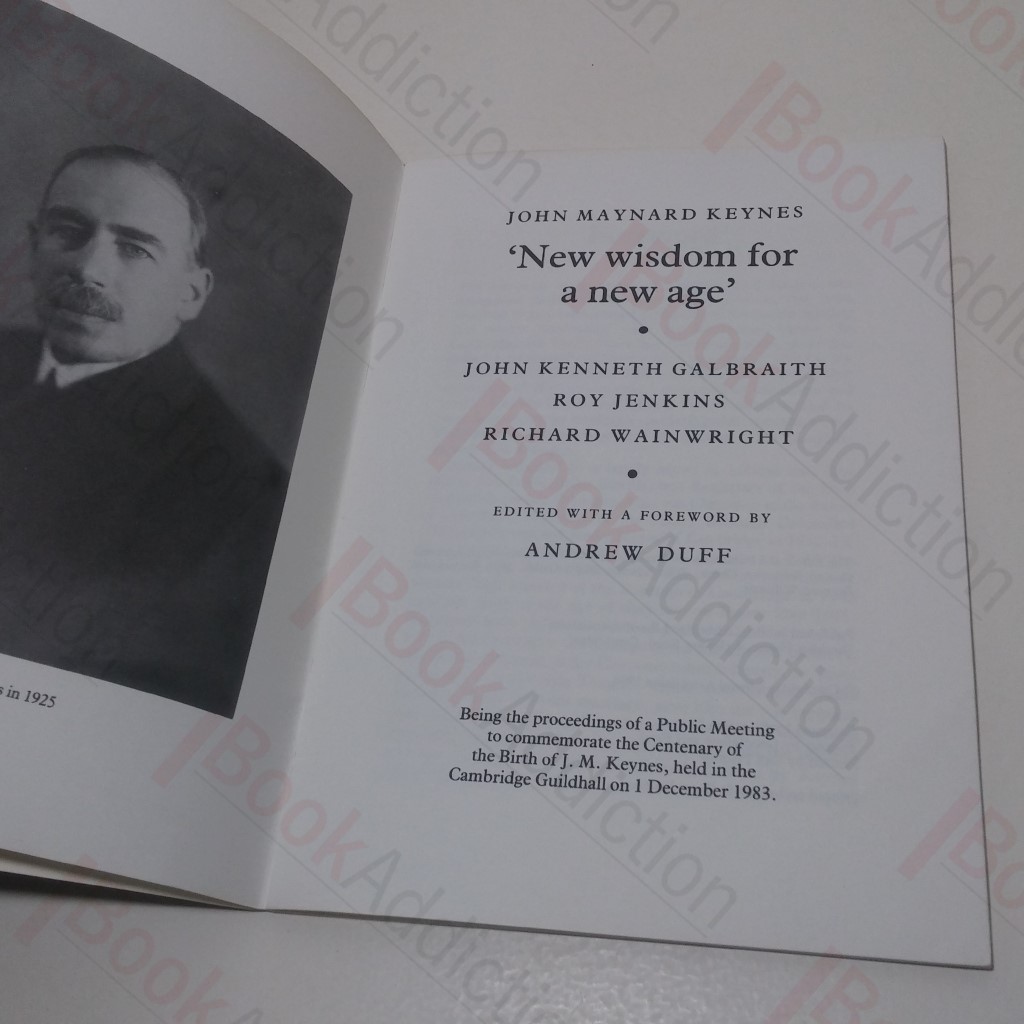 s in 1925
JOHN MAYNARD KEYNES
‘New wisdom for
a new age’
•
JOHN KENNETH GALBRAITH
ROY JENKINS
RICHARD WAINWRIGHT
•
EDITED WITH A FOREWORD BY
ANDREW DUFF
Being the proceedings of a Public Meeting
to commemorate the Centenary of
the Birth of J. M. Keynes, held in the
Cambridge Guildhall on 1 December 1983.
BookAddiction